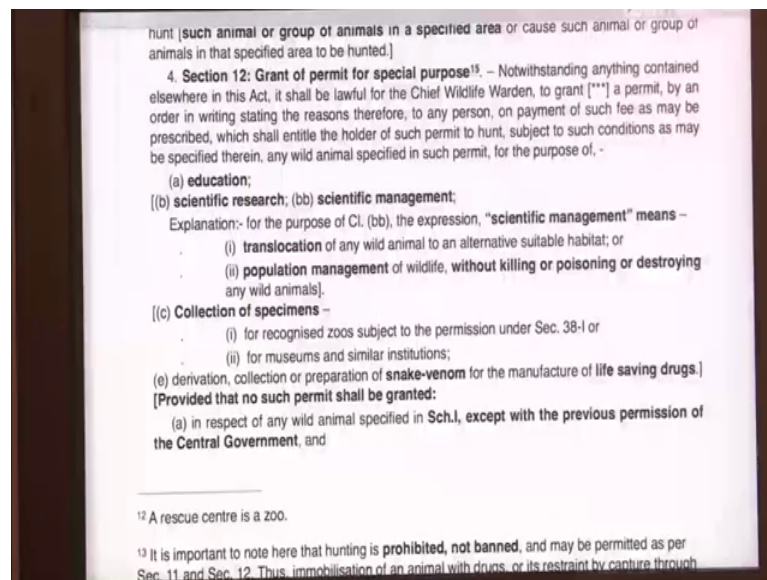 hunt [such animal or group of animals in a specified area or cause such animal or group of
animals in that specified area to be hunted.]
4. Section 12: Grant of permit for special purpose¹⁵. – Notwithstanding anything contained
elsewhere in this Act, it shall be lawful for the Chief Wildlife Warden, to grant [***] a permit, by an
order in writing stating the reasons therefore, to any person, on payment of such fee as may be
prescribed, which shall entitle the holder of such permit to hunt, subject to such conditions as may
be specified therein, any wild animal specified in such permit, for the purpose of, -
(a) education;
[(b) scientific research; (bb) scientific management;
Explanation:- for the purpose of Cl. (bb), the expression, “scientific management” means –
(i) translocation of any wild animal to an alternative suitable habitat; or
(ii) population management of wildlife, without killing or poisoning or destroying
any wild animals].
[(c) Collection of specimens –
(i) for recognised zoos subject to the permission under Sec. 38-I or
(ii) for museums and similar institutions;
(e) derivation, collection or preparation of snake-venom for the manufacture of life saving drugs.]
[Provided that no such permit shall be granted:
(a) in respect of any wild animal specified in Sch.I, except with the previous permission of
the Central Government, and
¹² A rescue centre is a zoo.
¹³ It is important to note here that hunting is prohibited, not banned, and may be permitted as per
Sec. 11 and Sec. 12. Thus, immobilisation of an animal with drugs, or its restraint by capture through